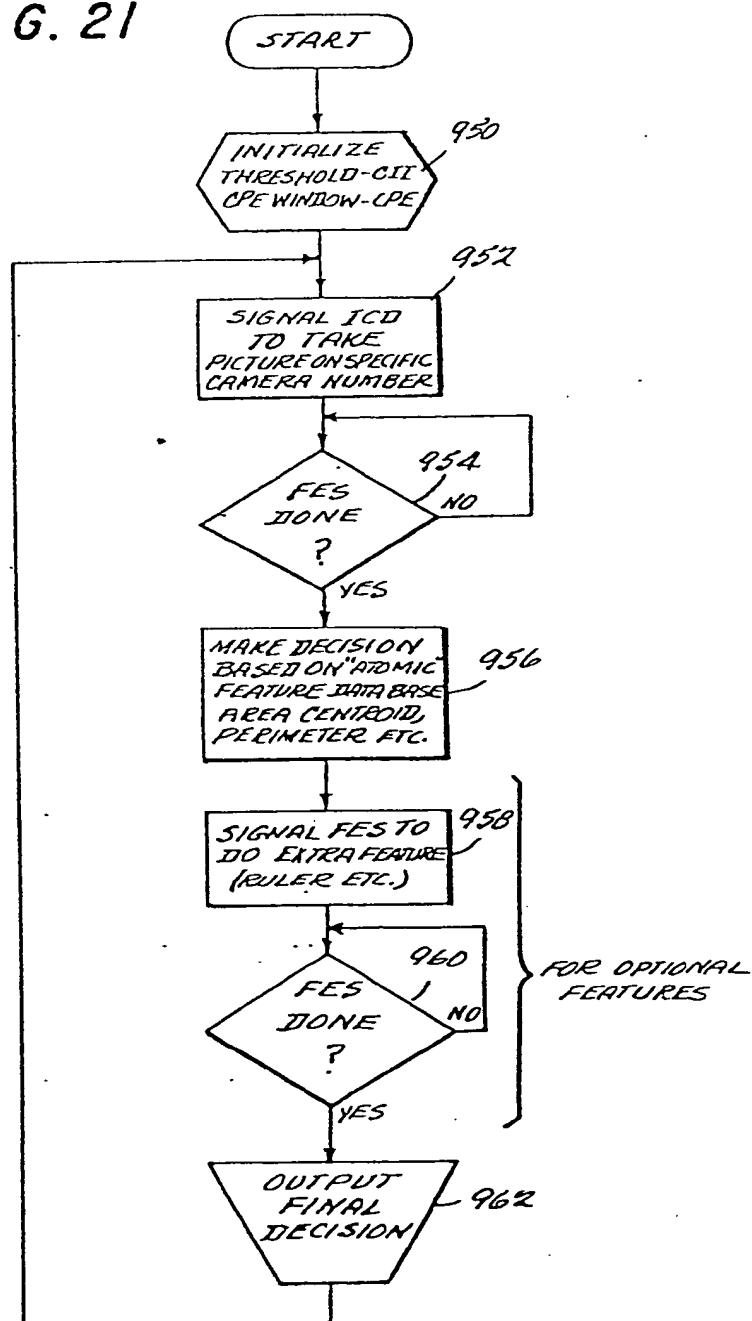 G. 21
START
INITIALIZE
THRESHOLD-CII
CPE WINDOW-CPE
950
952
SIGNAL ICD
TO TAKE
PICTURE ON SPECIFIC
CAMERA NUMBER
954
FES
DONE
?
NO
YES
MAKE DECISION
BASED ON "ATOMIC"
FEATURE DATA BASE
AREA CENTROID,
PERIMETER ETC.
956
SIGNAL FES TO
DO EXTRA FEATURE
(RULER ETC.)
958
960
FES
DONE
?
NO
YES
FOR OPTIONAL
FEATURES
OUTPUT
FINAL
DECISION
962